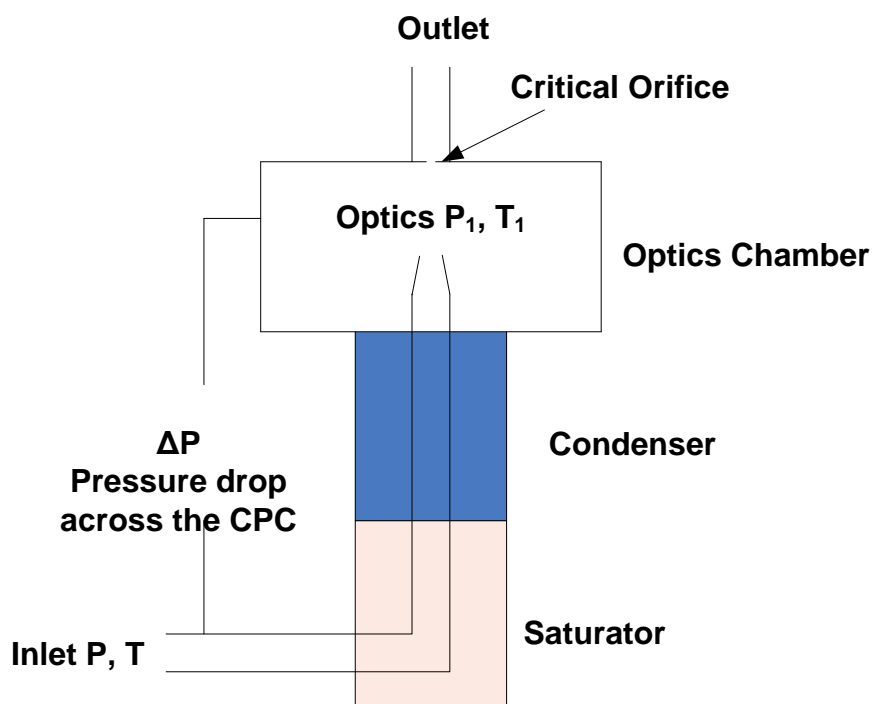 Outlet
Critical Orifice
Optics P₁, T₁
Optics Chamber
Condenser
ΔP
Pressure drop
across the CPC
Saturator
Inlet P, T